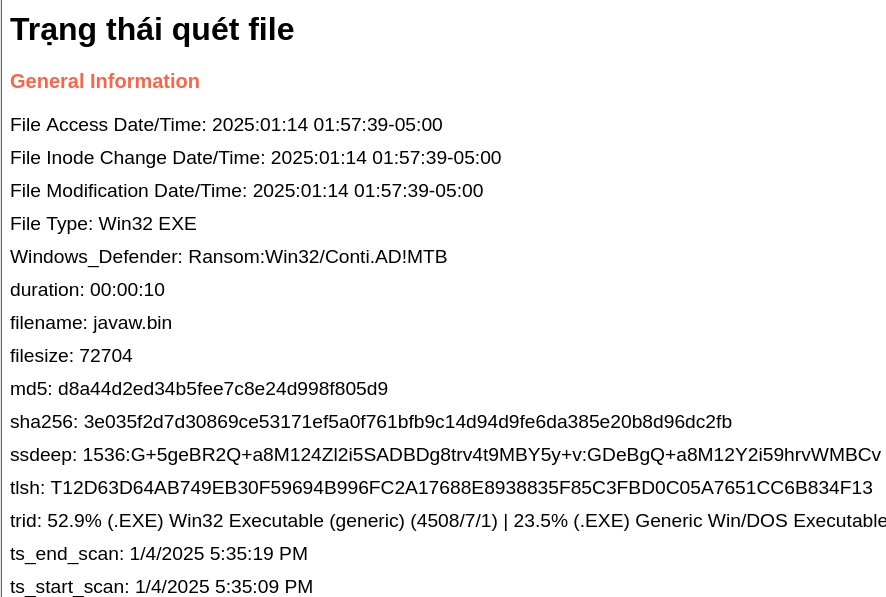 Trạng thái quét file
General Information
File Access Date/Time: 2025:01:14 01:57:39-05:00
File Inode Change Date/Time: 2025:01:14 01:57:39-05:00
File Modification Date/Time: 2025:01:14 01:57:39-05:00
File Type: Win32 EXE
Windows_Defender: Ransom:Win32/Conti.AD!MTB
duration: 00:00:10
filename: javaw.bin
filesize: 72704
md5: d8a44d2ed34b5fee7c8e24d998f805d9
sha256: 3e035f2d7d30869ce53171ef5a0f761bfb9c14d94d9fe6da385e20b8d96dc2fb
ssdeep: 1536:G+5geBR2Q+a8M124Zl2i5SADBDg8trv4t9MBY5y+v:GDeBgQ+a8M12Y2i59hrvWMBCv
tlsh: T12D63D64AB749EB30F59694B996FC2A17688E8938835F85C3FBD0C05A7651CC6B834F13
trid: 52.9% (.EXE) Win32 Executable (generic) (4508/7/1) | 23.5% (.EXE) Generic Win/DOS Executable
ts_end_scan: 1/4/2025 5:35:19 PM
ts_start_scan: 1/4/2025 5:35:09 PM